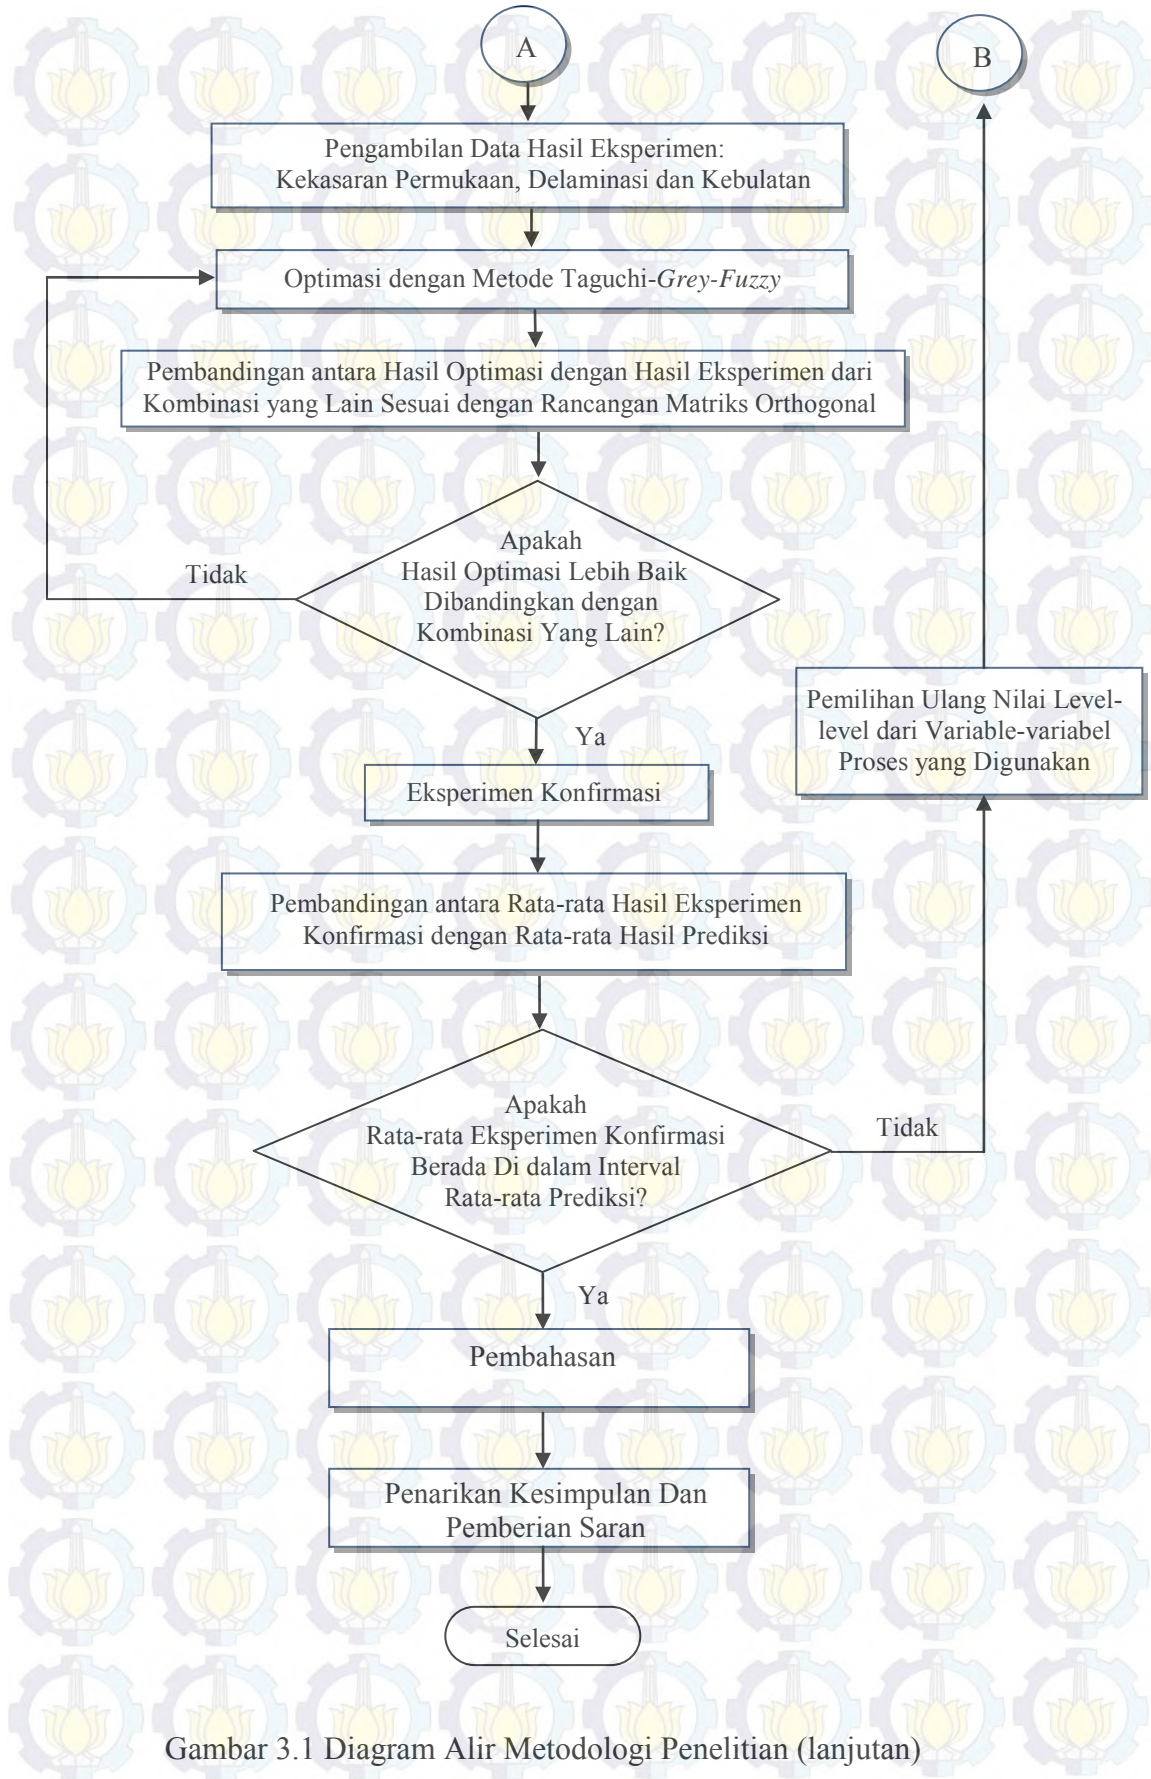 A
B
Pengambilan Data Hasil Eksperimen:
Kekasaran Permukaan, Delaminasi dan Kebulatan
Optimasi dengan Metode Taguchi-Grey-Fuzzy
Pembandingan antara Hasil Optimasi dengan Hasil Eksperimen dari
Kombinasi yang Lain Sesuai dengan Rancangan Matriks Orthogonal
Apakah
Hasil Optimasi Lebih Baik
Dibandingkan dengan
Kombinasi Yang Lain?
Tidak
Ya
Pemilihan Ulang Nilai Level-
level dari Variable-variabel
Proses yang Digunakan
Eksperimen Konfirmasi
Pembandingan antara Rata-rata Hasil Eksperimen
Konfirmasi dengan Rata-rata Hasil Prediksi
Apakah
Rata-rata Eksperimen Konfirmasi
Berada Di dalam Interval
Rata-rata Prediksi?
Tidak
Ya
Pembahasan
Penarikan Kesimpulan Dan
Pemberian Saran
Selesai
Gambar 3.1 Diagram Alir Metodologi Penelitian (lanjutan)